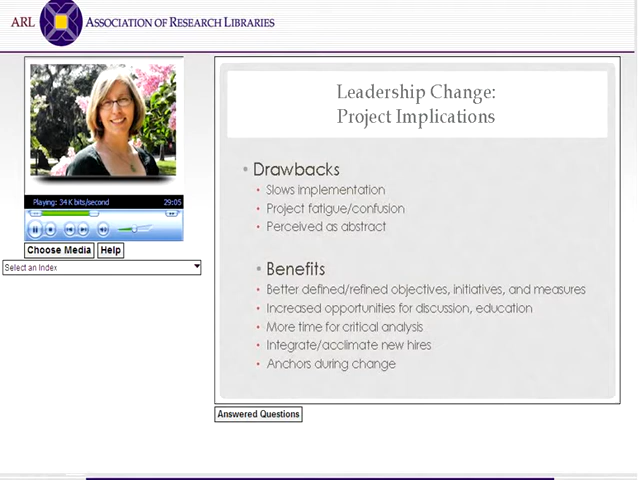 ARL ASSOCIATION OF RESEARCH LIBRARIES
Playing: 34 K bits/second 29:05
Choose Media Help
Select an Index
Leadership Change:
Project Implications
• Drawbacks
• Slows implementation
• Project fatigue/confusion
• Perceived as abstract
• Benefits
• Better defined/refined objectives, initiatives, and measures
• Increased opportunities for discussion, education
• More time for critical analysis
• Integrate/acclimate new hires
• Anchors during change
Answered Questions